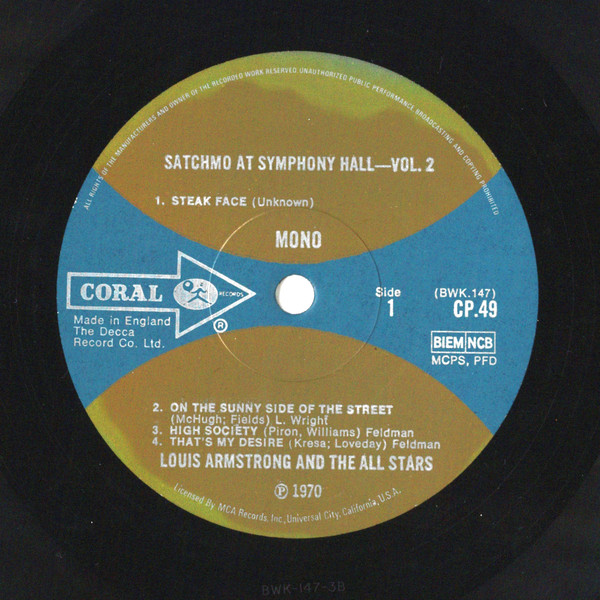 ALL RIGHTS OF THE MANUFACTURERS AND OWNER OF THE RECORDED WORK RESERVED UNAUTHORIZED PUBLIC PERFORMANCE BROADCASTING AND COPYING PROHIBITED
SATCHMO AT SYMPHONY HALL—VOL. 2
1. STEAK FACE (Unknown)
MONO
CORAL RECORDS
Made in England
The Decca
Record Co. Ltd.
®
Side
1
(BWK.147)
CP.49
BIEM NCB
MCPS, PFD
2. ON THE SUNNY SIDE OF THE STREET
(McHugh; Fields) L. Wright
3. HIGH SOCIETY (Piron, Williams) Feldman
4. THAT'S MY DESIRE (Kresa; Loveday) Feldman
LOUIS ARMSTRONG AND THE ALL STARS
℗ 1970
Licensed by MCA Records, Inc, Universal City, California, U.S.A.
BWK-147-3B